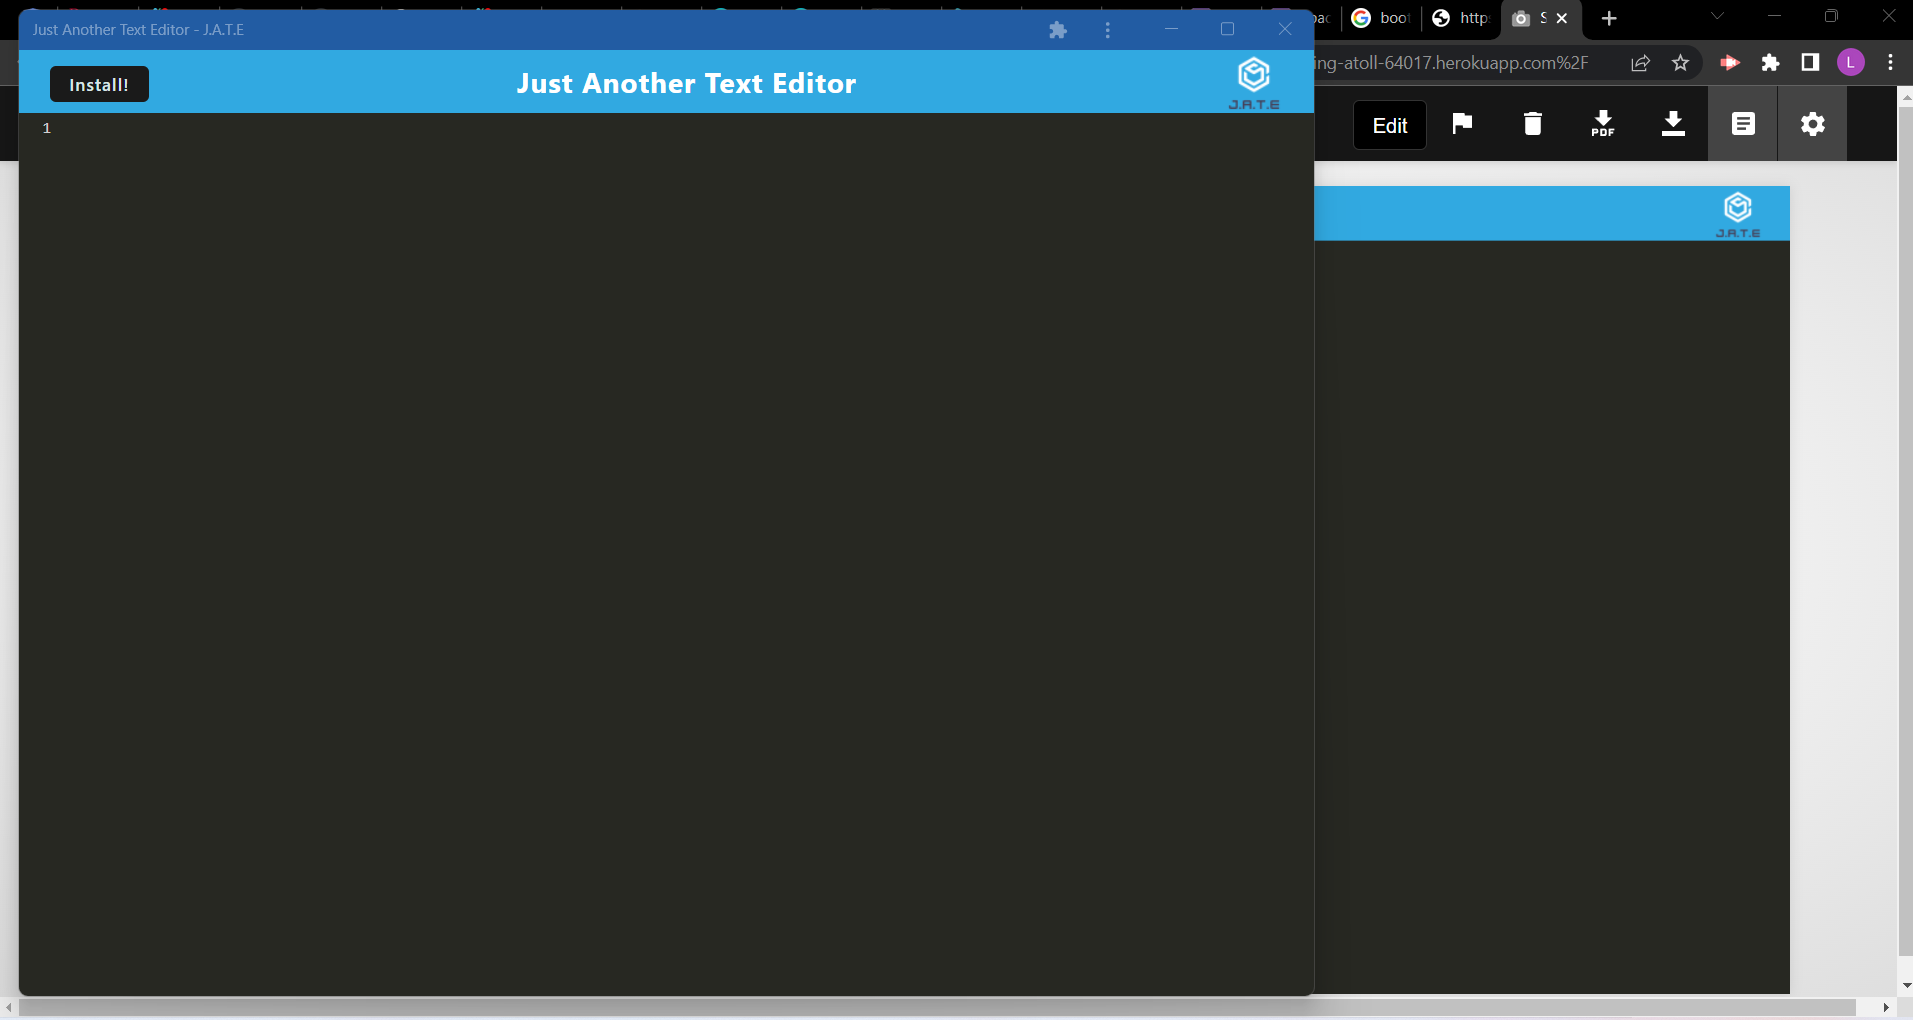 Just Another Text Editor - J.A.T.E
Install!
Just Another Text Editor
J.A.T.E
1
boo
http
S
ing-atoll-64017.herokuapp.com%2F
L
Edit
PDF
J.A.T.E